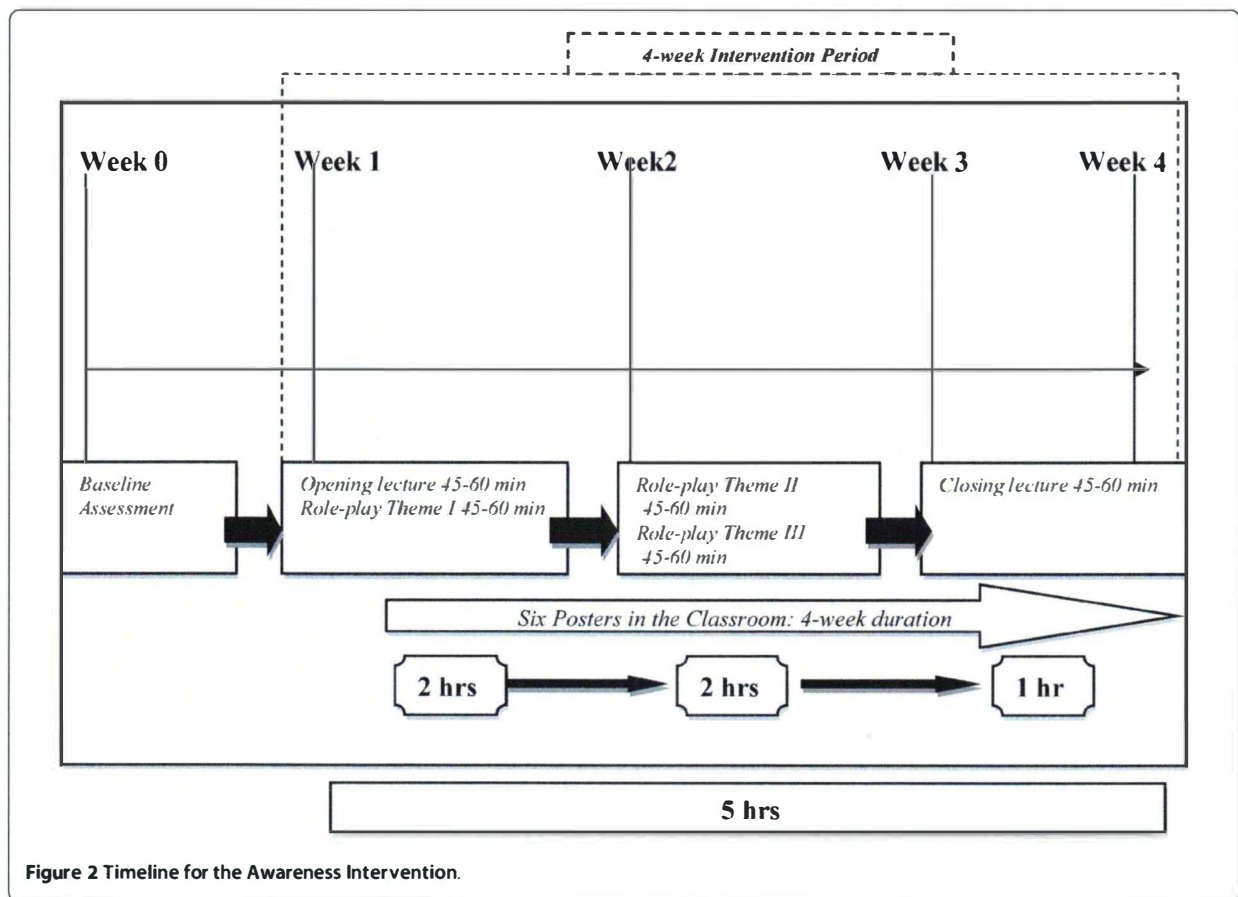 4-week Intervention Period
Week 0
Week 1
Week2
Week 3
Week 4
Baseline
Assessment
Opening lecture 45-60 min
Role-play Theme I 45-60 min
Role-play Theme II
45-60 min
Role-play Theme III
45-60 min
Closing lecture 45-60 min
Six Posters in the Classroom: 4-week duration
2 hrs
2 hrs
1 hr
5 hrs
Figure 2 Timeline for the Awareness Intervention.